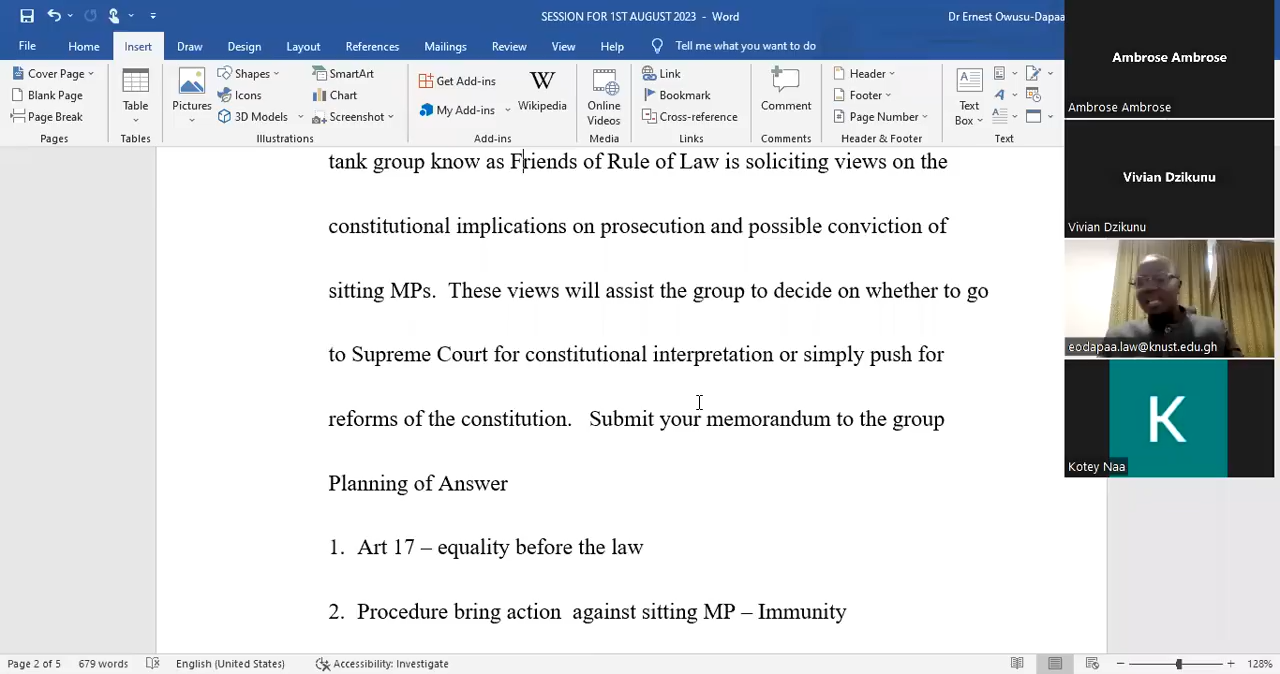 SESSION FOR 1ST AUGUST 2023 - Word
Dr Ernest Owusu-Dapaa
File Home Insert Draw Design Layout References Mailings Review View Help Tell me what you want to do
Cover Page
Blank Page
Page Break
Pages
Table
Tables
Pictures
Shapes
Icons
3D Models
SmartArt
Chart
Screenshot
Illustrations
Get Add-ins
My Add-ins
Wikipedia
Add-ins
Online
Videos
Media
Link
Bookmark
Cross-reference
Links
Comment
Comments
Header
Footer
Page Number
Header & Footer
Text
Box
Text
tank group know as Friends of Rule of Law is soliciting views on the
constitutional implications on prosecution and possible conviction of
sitting MPs. These views will assist the group to decide on whether to go
to Supreme Court for constitutional interpretation or simply push for
reforms of the constitution. Submit your memorandum to the group
Planning of Answer
1. Art 17 – equality before the law
2. Procedure bring action against sitting MP – Immunity
Page 2 of 5 679 words English (United States) Accessibility: Investigate 128%
Ambrose Ambrose
Ambrose Ambrose
Vivian Dzikunu
Vivian Dzikunu
eodapaa.law@knust.edu.gh
K
Kotey Naa